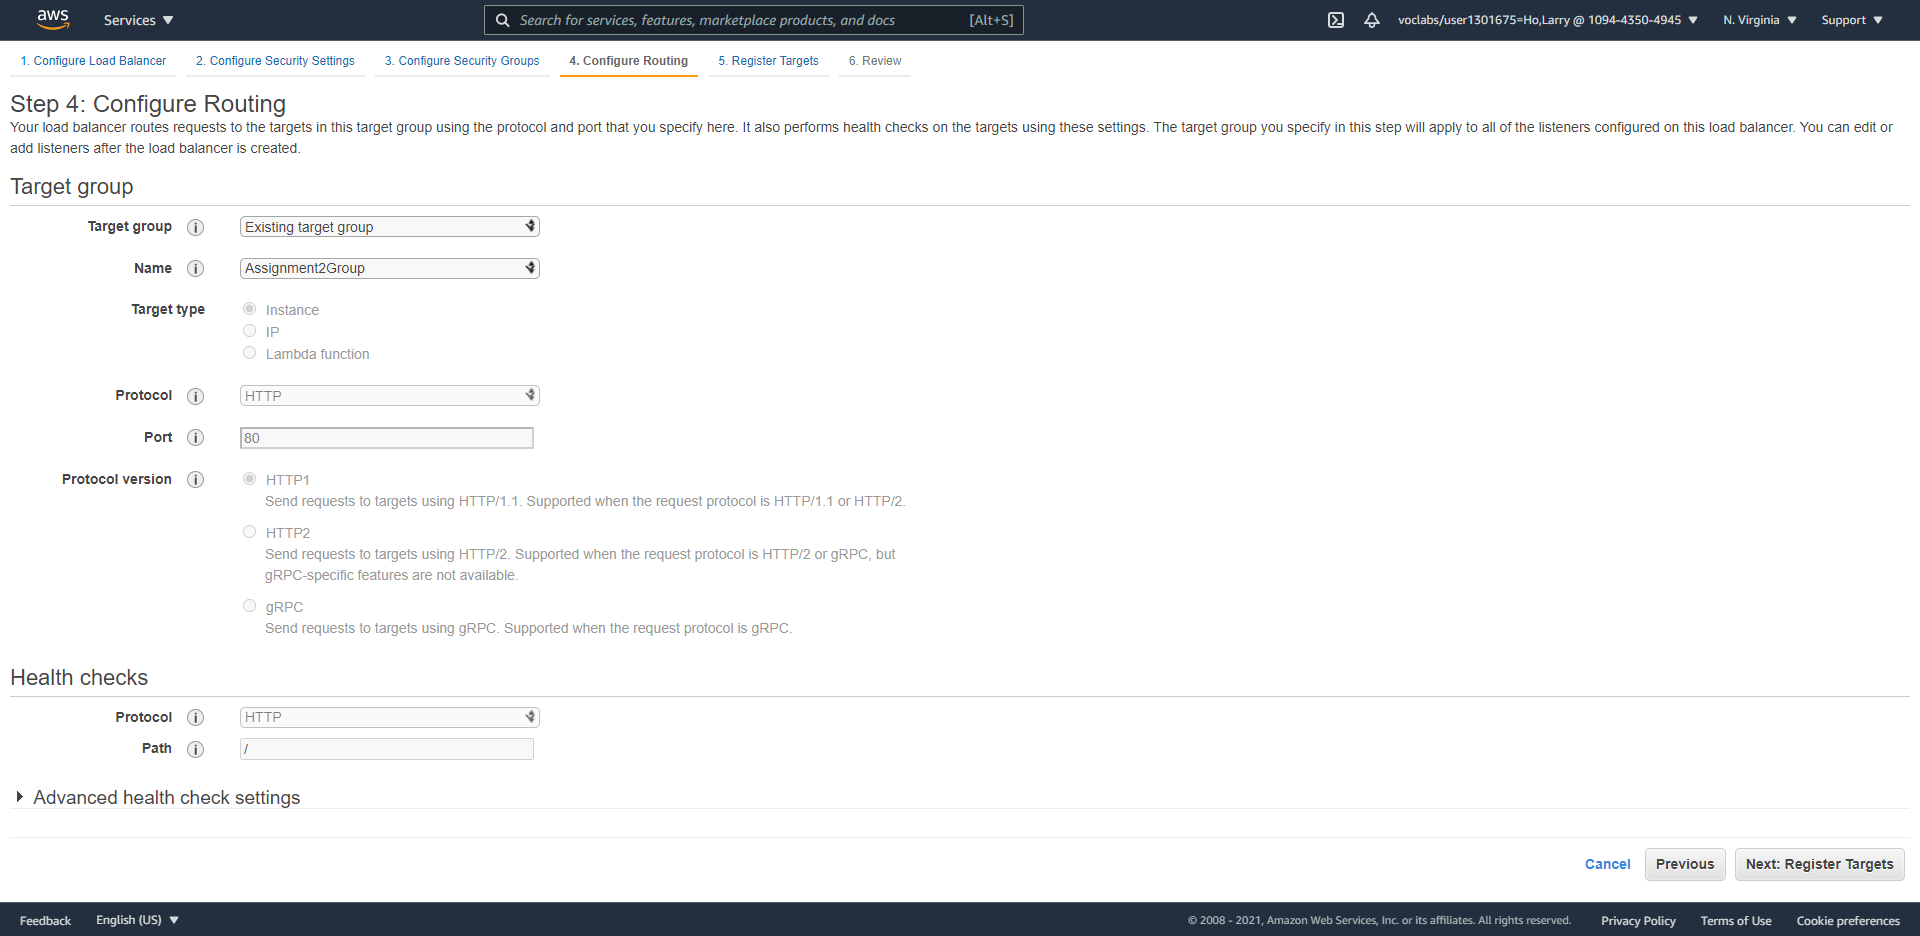 aws
Services
Search for services, features, marketplace products, and docs [Alt+S]
voclabs/user1301675=Ho,Larry @ 1094-4350-4945
N. Virginia
Support
1. Configure Load Balancer
2. Configure Security Settings
3. Configure Security Groups
4. Configure Routing
5. Register Targets
6. Review
Step 4: Configure Routing
Your load balancer routes requests to the targets in this target group using the protocol and port that you specify here. It also performs health checks on the targets using these settings. The target group you specify in this step will apply to all of the listeners configured on this load balancer. You can edit or
add listeners after the load balancer is created.
Target group
Target group i Existing target group
Name i Assignment2Group
Target type Instance
IP
Lambda function
Protocol i HTTP
Port i 80
Protocol version i HTTP1
Send requests to targets using HTTP/1.1. Supported when the request protocol is HTTP/1.1 or HTTP/2.
HTTP2
Send requests to targets using HTTP/2. Supported when the request protocol is HTTP/2 or gRPC, but
gRPC-specific features are not available.
gRPC
Send requests to targets using gRPC. Supported when the request protocol is gRPC.
Health checks
Protocol i HTTP
Path i /
Advanced health check settings
Cancel
Previous
Next: Register Targets
Feedback
English (US)
© 2008 - 2021, Amazon Web Services, Inc. or its affiliates. All rights reserved.
Privacy Policy
Terms of Use
Cookie preferences